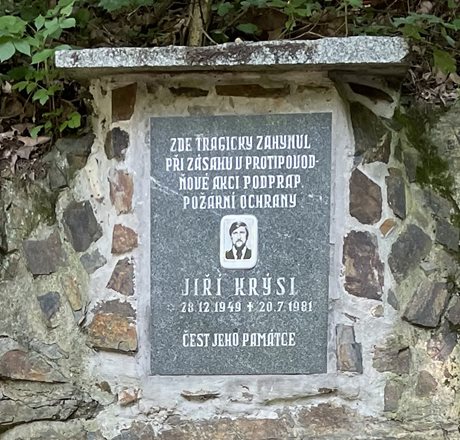 ZDE TRAGICKY ZAHYNUL
PŘI ZÁSAHU V PROTIPOVOD-
ŇOVÉ AKCI PODPRAP.
POŽÁRNÍ OCHRANY
JIŘÍ KRÝSL
* 28.12.1949 + 20.7.1981
ČEST JEHO PAMÁTCE